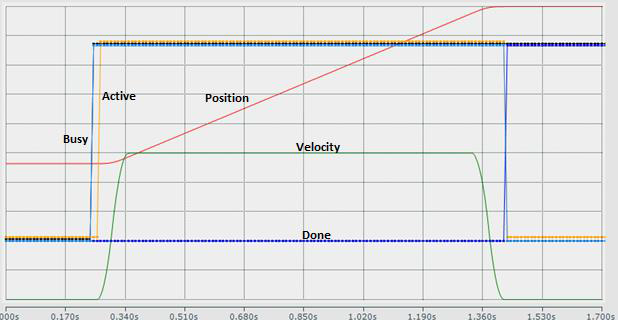 Active
Position
Busy
Velocity
Done
.000s 0.170s 0.340s 0.510s 0.680s 0.850s 1.020s 1.190s 1.360s 1.530s 1.700s